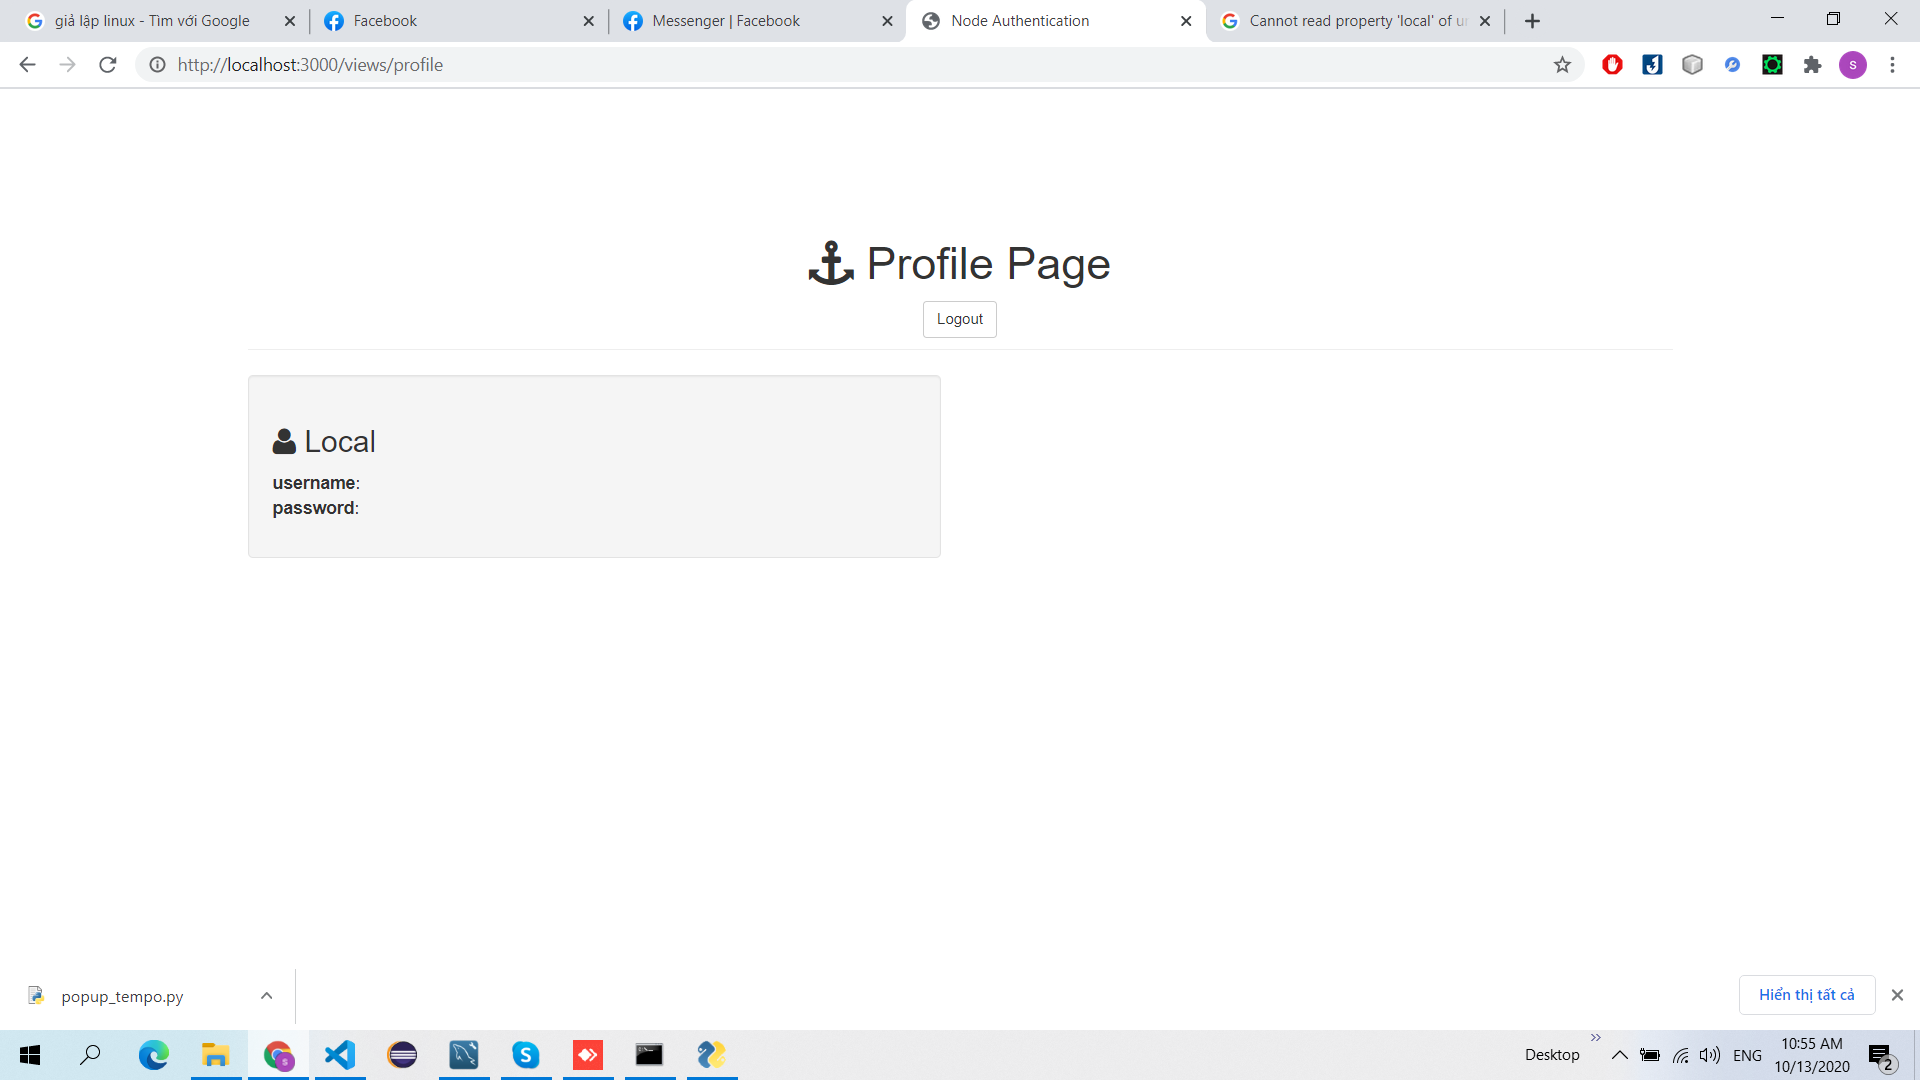 giả lập linux - Tìm với Google
Facebook
Messenger | Facebook
Node Authentication
Cannot read property 'local' of
http://localhost:3000/views/profile
s
Profile Page
Logout
Local
username:
password:
popup_tempo.py
Hiển thị tất cả
S
Desktop
ENG
10:55 AM
10/13/2020
2